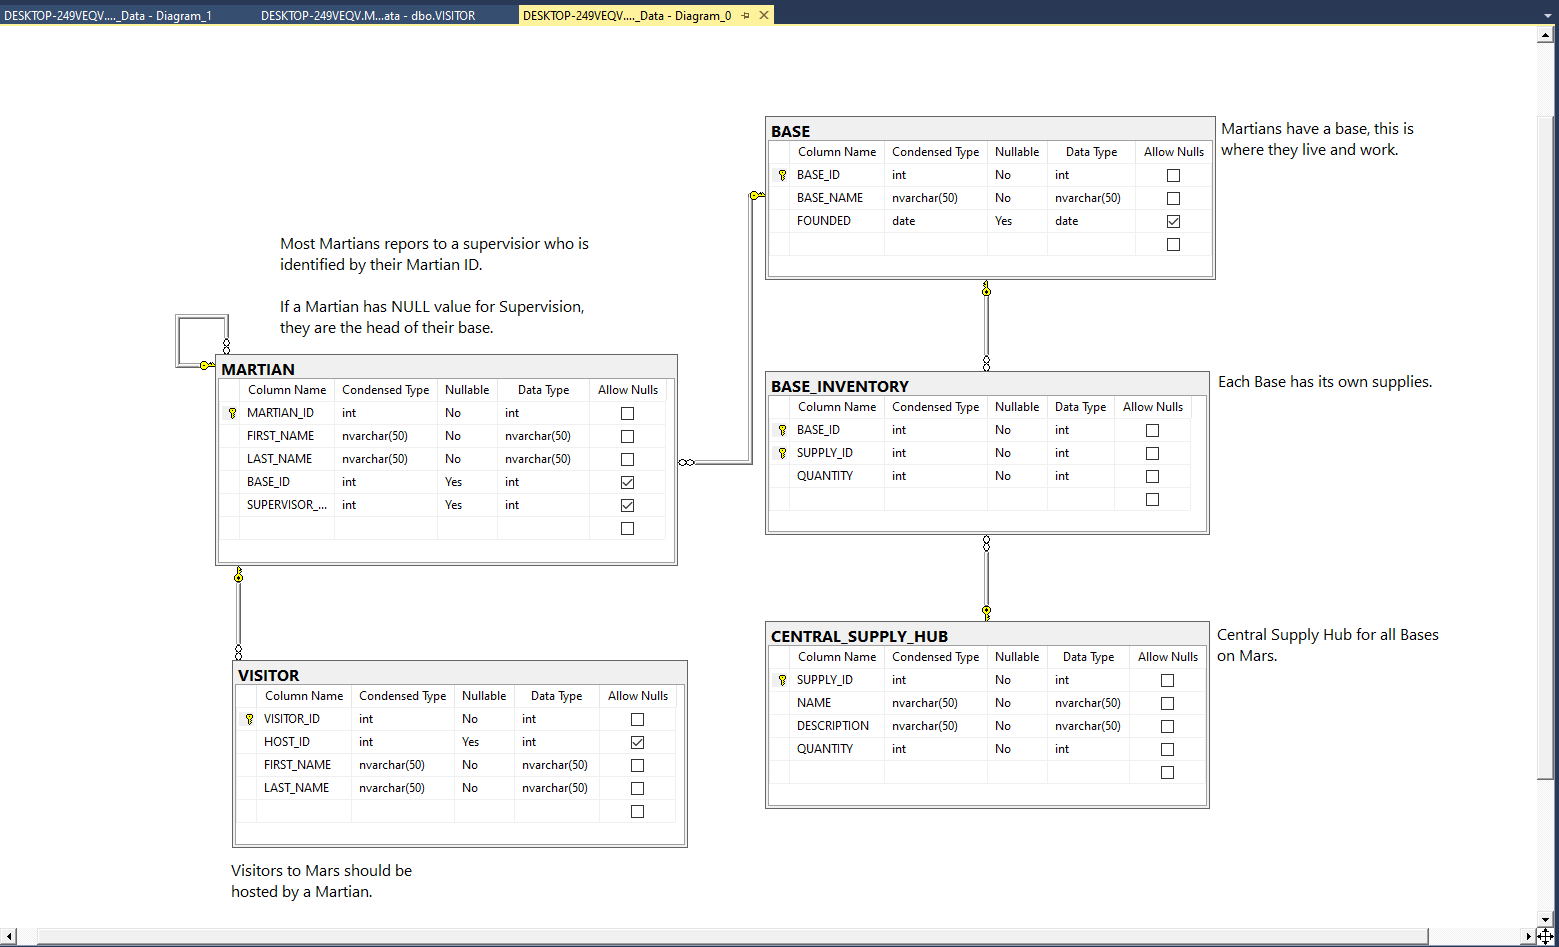 DESKTOP-249VEQV...._Data - Diagram_1 DESKTOP-249VEQV.M...ata - dbo.VISITOR DESKTOP-249VEQV...._Data - Diagram_0
BASE
Column Name Condensed Type Nullable Data Type Allow Nulls
BASE_ID int No int
BASE_NAME nvarchar(50) No nvarchar(50)
FOUNDED date Yes date
Martians have a base, this is
where they live and work.
Most Martians repors to a supervisior who is
identified by their Martian ID.
If a Martian has NULL value for Supervision,
they are the head of their base.
MARTIAN
Column Name Condensed Type Nullable Data Type Allow Nulls
MARTIAN_ID int No int
FIRST_NAME nvarchar(50) No nvarchar(50)
LAST_NAME nvarchar(50) No nvarchar(50)
BASE_ID int Yes int
SUPERVISOR_... int Yes int
BASE_INVENTORY
Column Name Condensed Type Nullable Data Type Allow Nulls
BASE_ID int No int
SUPPLY_ID int No int
QUANTITY int No int
Each Base has its own supplies.
CENTRAL_SUPPLY_HUB
Column Name Condensed Type Nullable Data Type Allow Nulls
SUPPLY_ID int No int
NAME nvarchar(50) No nvarchar(50)
DESCRIPTION nvarchar(50) No nvarchar(50)
QUANTITY int No int
Central Supply Hub for all Bases
on Mars.
VISITOR
Column Name Condensed Type Nullable Data Type Allow Nulls
VISITOR_ID int No int
HOST_ID int Yes int
FIRST_NAME nvarchar(50) No nvarchar(50)
LAST_NAME nvarchar(50) No nvarchar(50)
Visitors to Mars should be
hosted by a Martian.